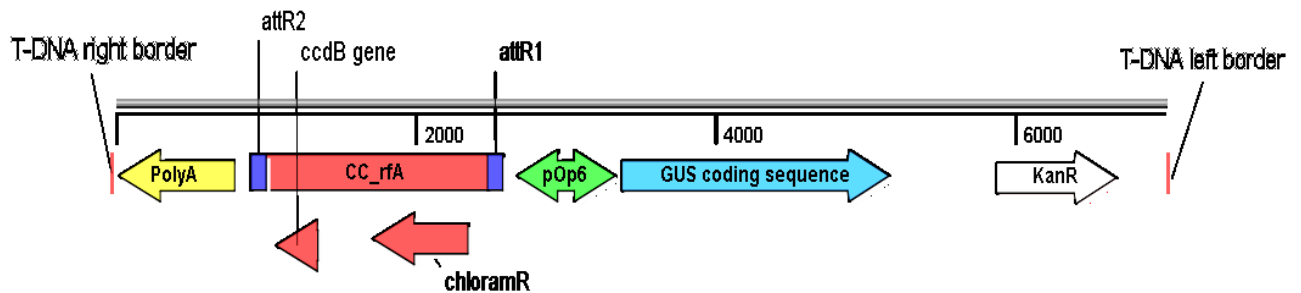 attR2
T-DNA right border
ccdB gene
attR1
T-DNA left border
2000
4000
6000
PolyA
CC_rfA
pOp6
GUS coding sequence
KanR
chloramR